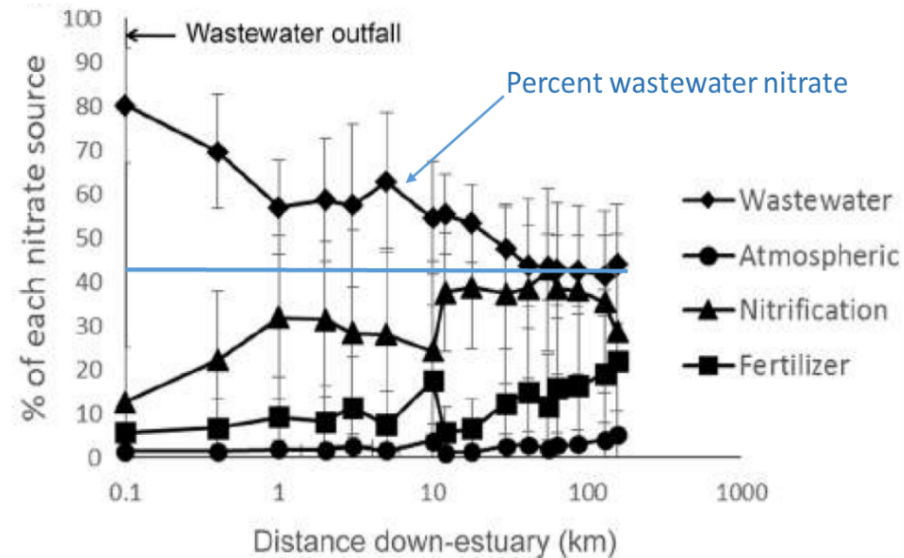 Wastewater outfall
Percent wastewater nitrate
% of each nitrate source
100
90
80
70
60
50
40
30
20
10
0
0.1
1
10
100
1000
Distance down-estuary (km)
Wastewater
Atmospheric
Nitrification
Fertilizer